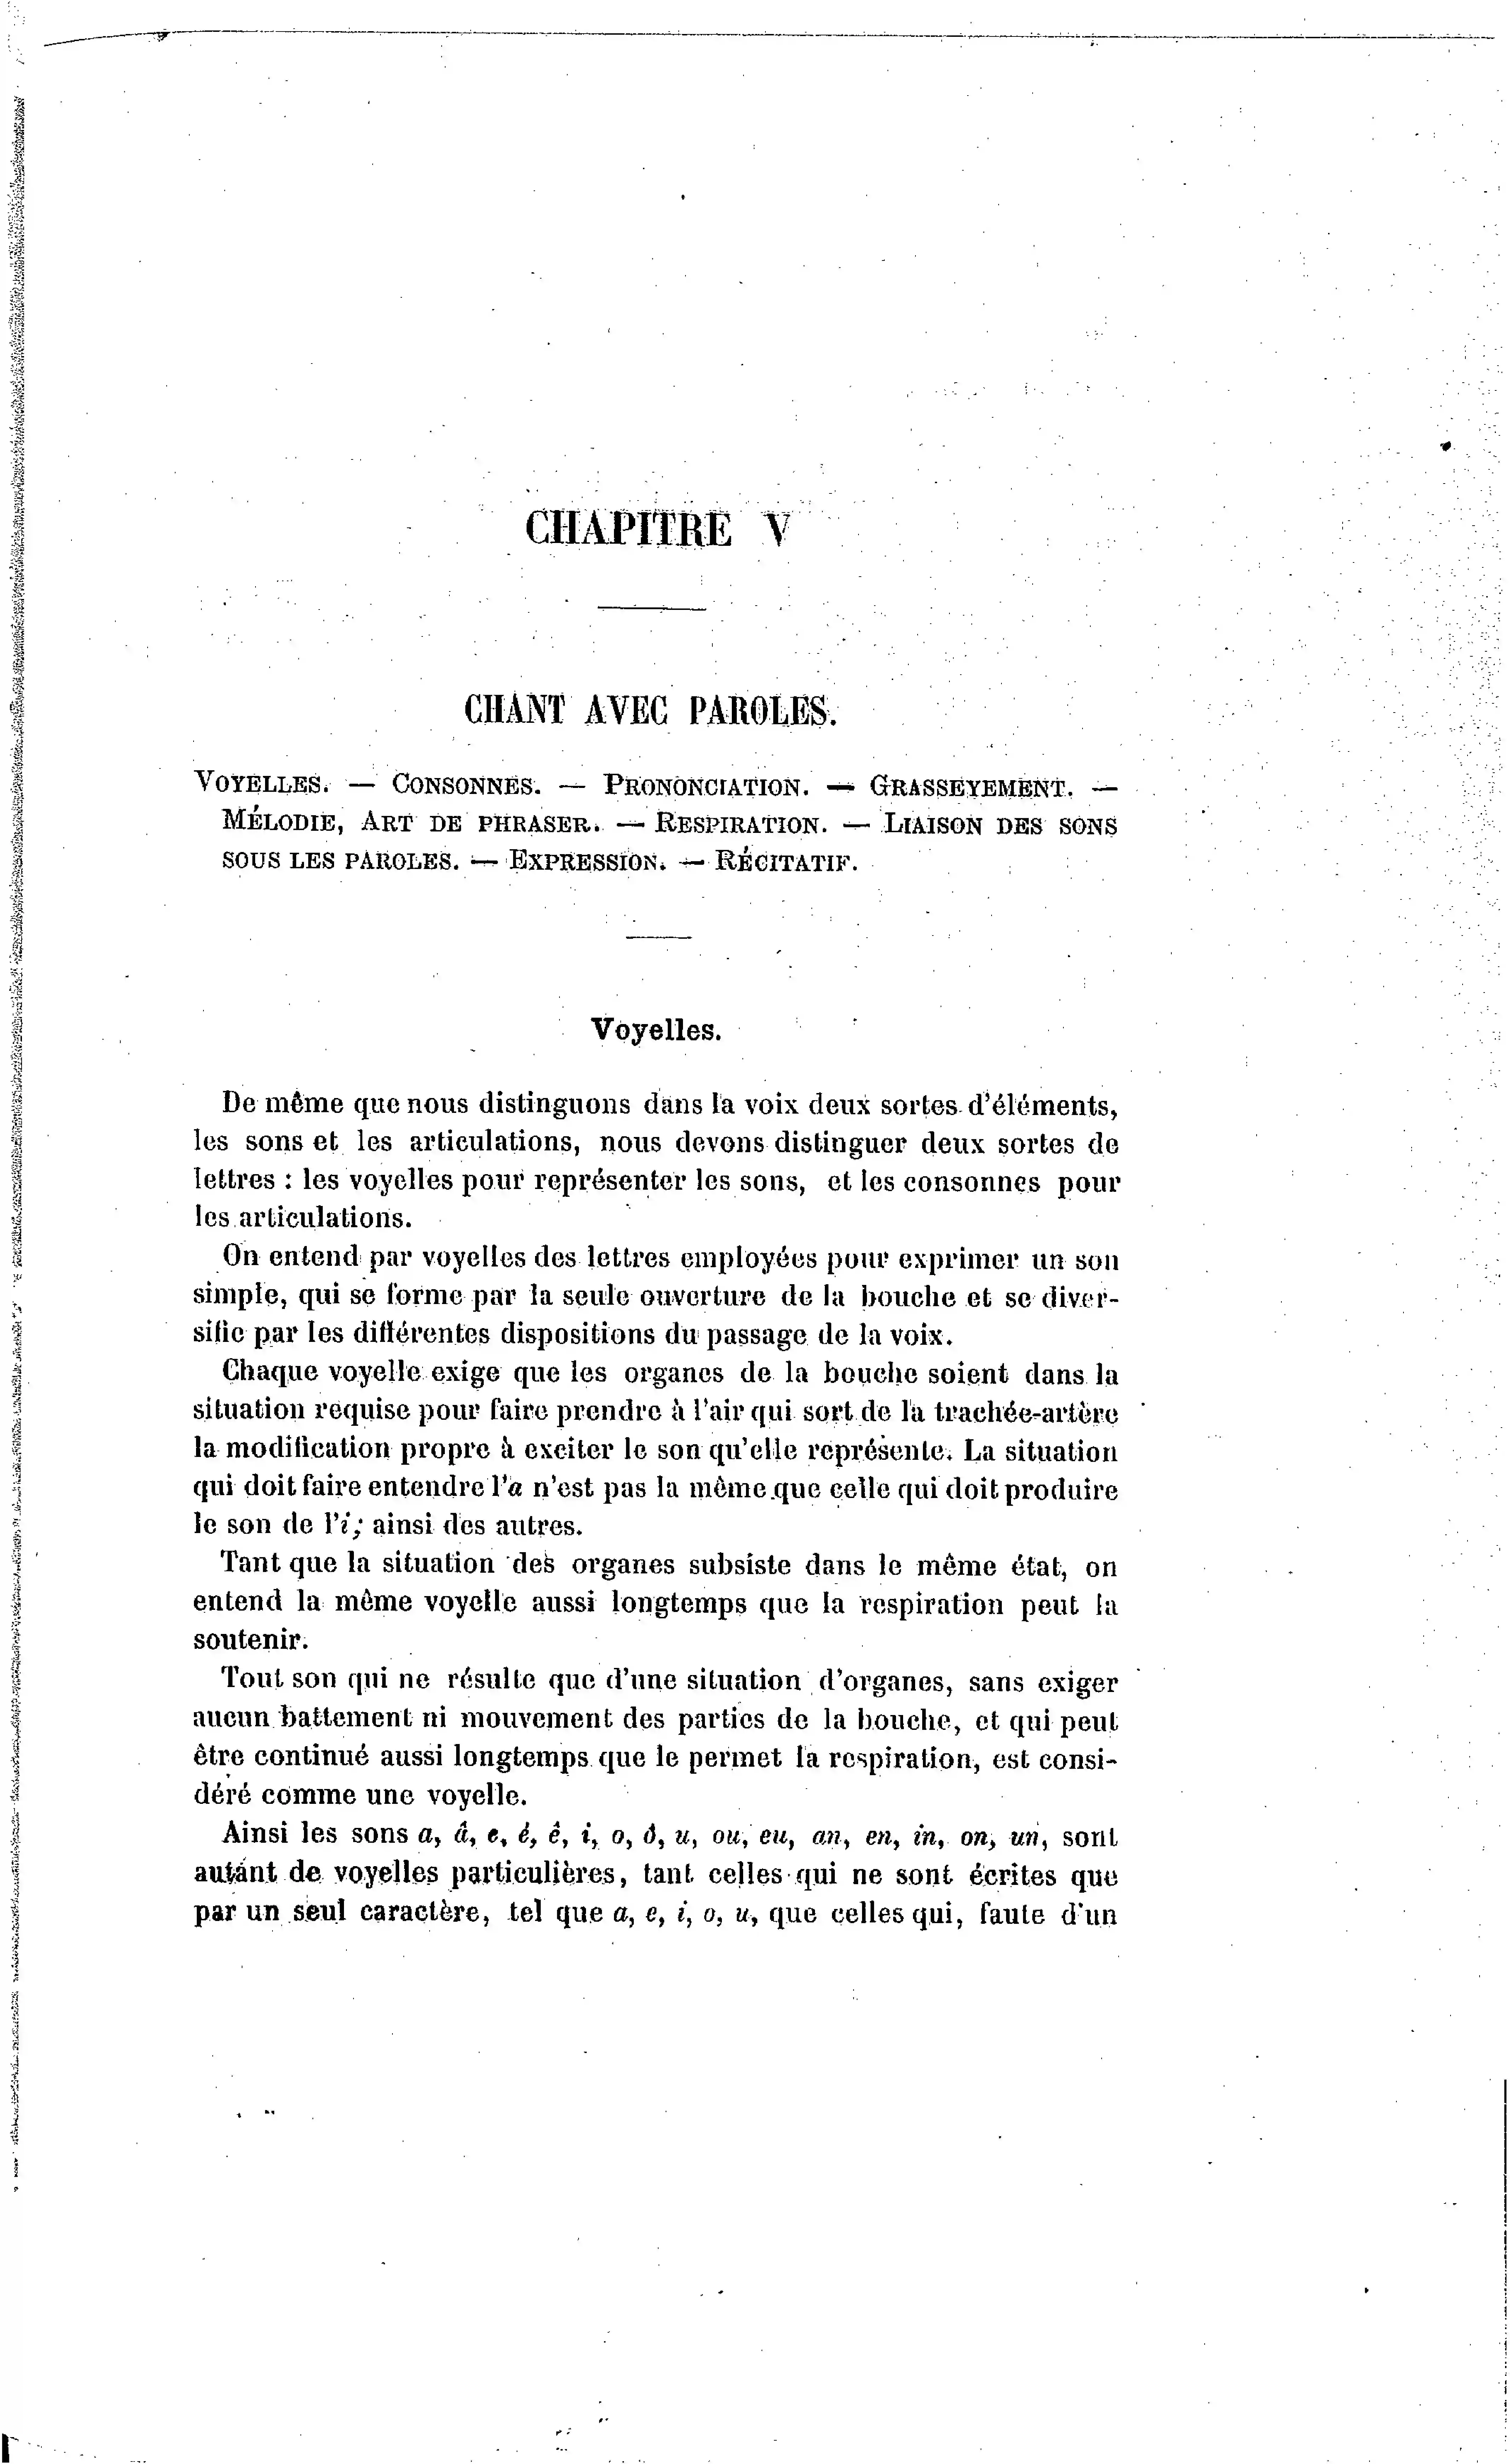 CHAPITRE V
CHANT AVEC PAROLES.
VOYELLES. — CONSONNES. — PRONONCIATION. — GRASSEYEMENT. —
MÉLODIE, ART DE PHRASER. — RESPIRATION. — LIAISON DES SONS
SOUS LES PAROLES. — EXPRESSION. — RÉCITATIF.
Voyelles.
De même que nous distinguons dans la voix deux sortes d'éléments,
les sons et les articulations, nous devons distinguer deux sortes de
lettres : les voyelles pour représenter les sons, et les consonnes pour
les articulations.
On entend par voyelles des lettres employées pour exprimer un son
simple, qui se forme par la seule ouverture de la bouche et se diver-
sifie par les différentes dispositions du passage de la voix.
Chaque voyelle exige que les organes de la bouche soient dans la
situation requise pour faire prendre à l'air qui sort de la trachée-artère
la modification propre à exciter le son qu'elle représente. La situation
qui doit faire entendre l'a n'est pas la même que celle qui doit produire
le son de l'i; ainsi des autres.
Tant que la situation des organes subsiste dans le même état, on
entend la même voyelle aussi longtemps que la respiration peut la
soutenir.
Tout son qui ne résulte que d'une situation d'organes, sans exiger
aucun battement ni mouvement des parties de la bouche, et qui peut
être continué aussi longtemps que le permet la respiration, est consi-
déré comme une voyelle.
Ainsi les sons a, â, e, é, ê, i, o, ô, u, ou, eu, an, en, in, on, un, sont
autant de voyelles particulières, tant celles qui ne sont écrites que
par un seul caractère, tel que a, e, i, o, u, que celles qui, faute d'un